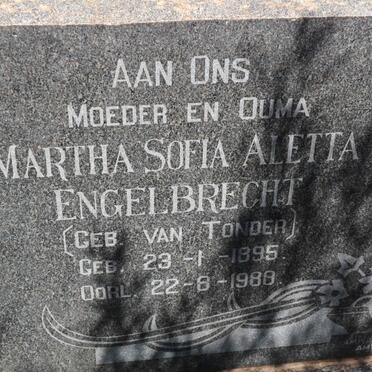 AAN ONS
MOEDER EN OUMA
MARTHA SOFIA ALETTA
ENGELBRECHT
(GEB. VAN TONDER)
GEB. 23-1-1895.
OORL. 22-8-1988.